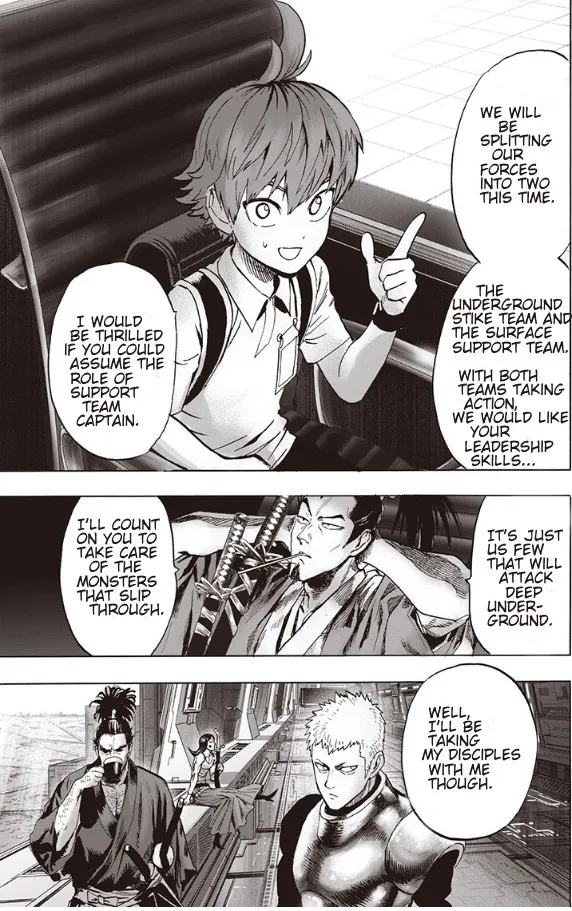 WE WILL
BE
SPLITTING
OUR
FORCES
INTO TWO
THIS TIME.
THE
UNDERGROUND
STIKE TEAM AND
THE SURFACE
SUPPORT TEAM.
WITH BOTH
TEAMS TAKING
ACTION,
WE WOULD LIKE
YOUR
LEADERSHIP
SKILLS...
I WOULD
BE THRILLED
IF YOU COULD
ASSUME THE
ROLE OF
SUPPORT
TEAM
CAPTAIN.
IT'S JUST
US FEW
THAT WILL
ATTACK
DEEP
UNDER-
GROUND.
I'LL COUNT
ON YOU TO
TAKE CARE
OF THE
MONSTERS
THAT SLIP
THROUGH.
WELL,
I'LL BE
TAKING
MY DISCIPLES
WITH ME
THOUGH.